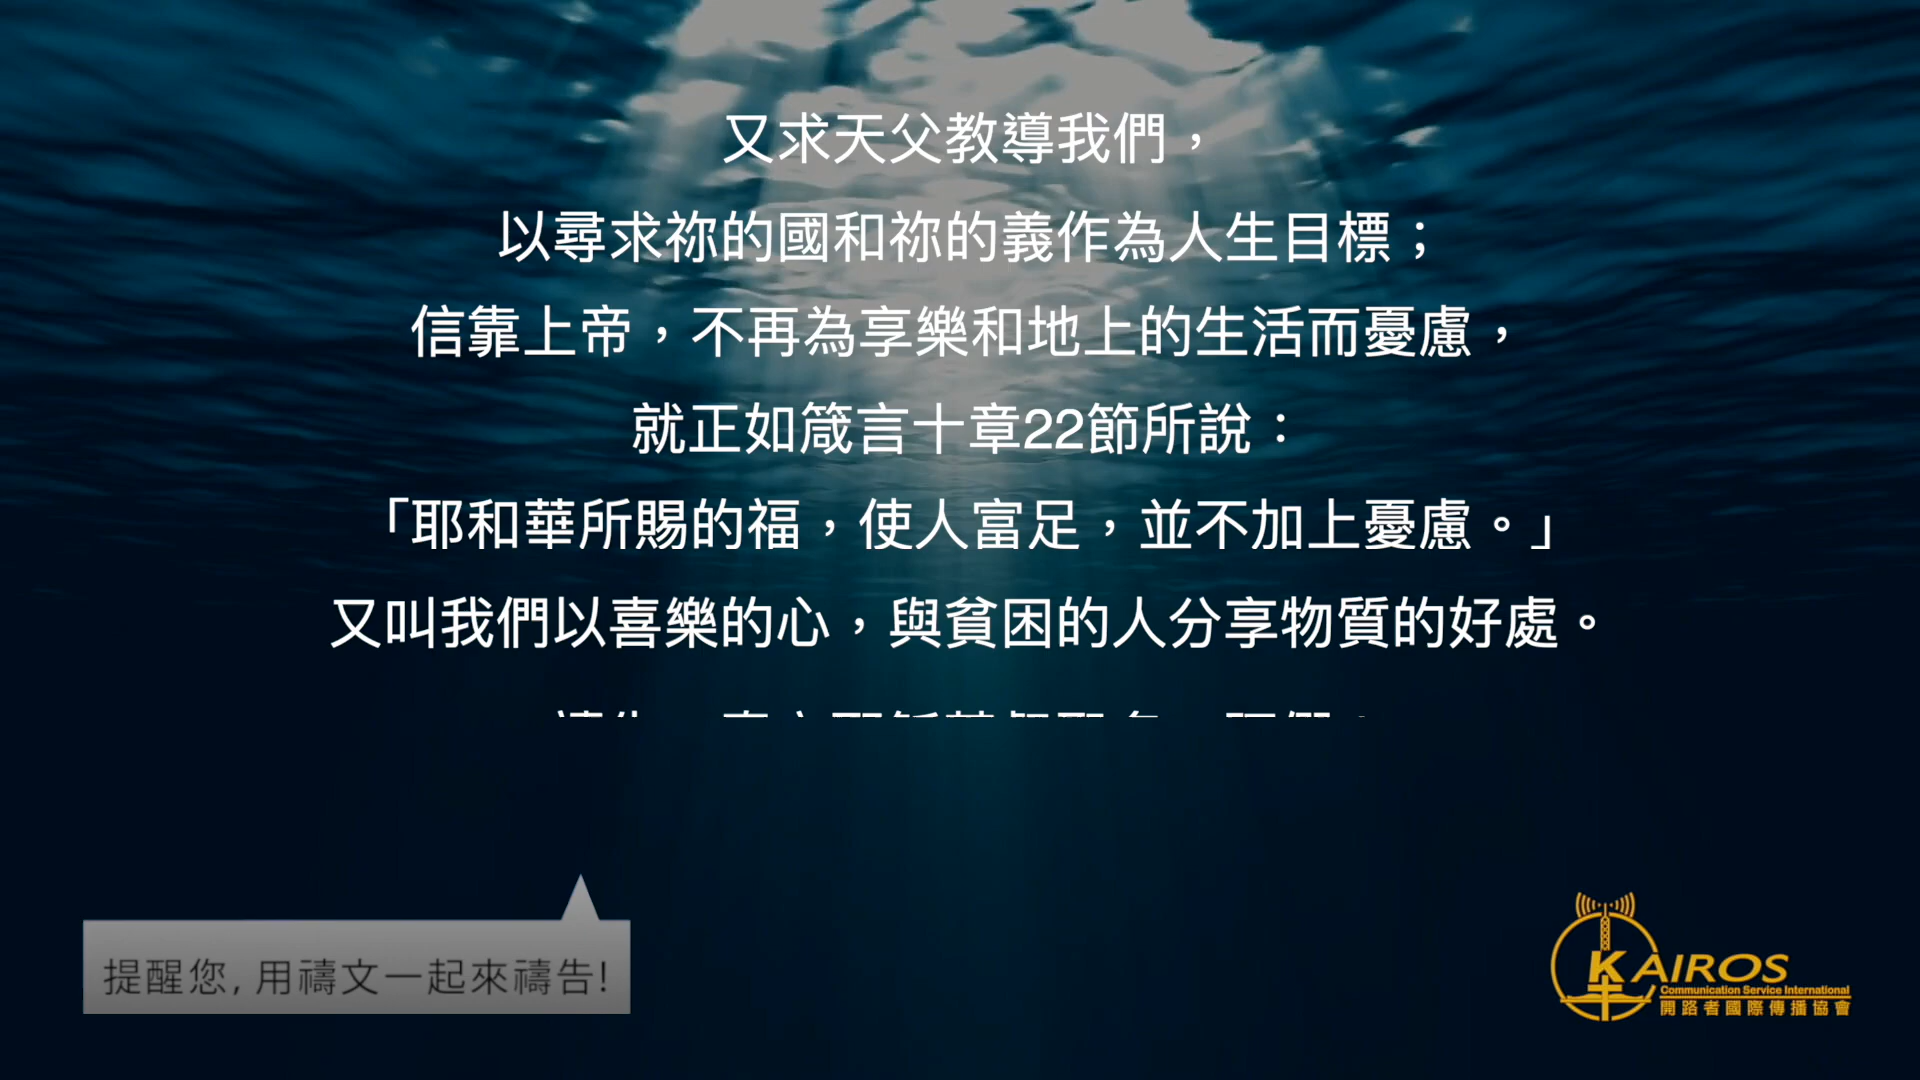 又求天父教導我們，
以尋求祢的國和祢的義作為人生目標；
信靠上帝，不再為享樂和地上的生活而憂慮，
就正如箴言十章22節所說：
「耶和華所賜的福，使人富足，並不加上憂慮。」
又叫我們以喜樂的心，與貧困的人分享物質的好處。
提醒您, 用禱文一起來禱告!
KAIROS
Communication Service International
開路者國際傳播協會